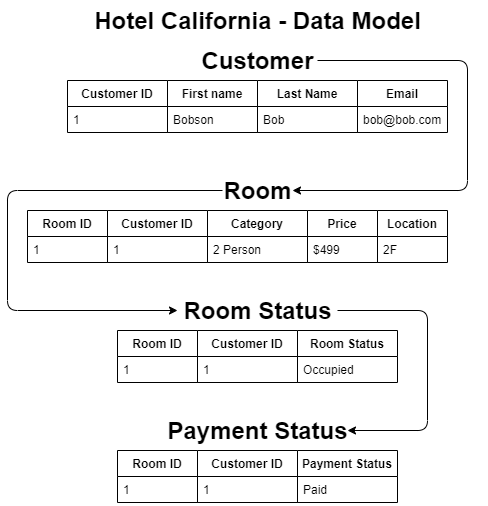 Hotel California - Data Model
Customer
Customer ID First name Last Name Email
1 Bobson Bob bob@bob.com
Room
Room ID Customer ID Category Price Location
1 1 2 Person $499 2F
Room Status
Room ID Customer ID Room Status
1 1 Occupied
Payment Status
Room ID Customer ID Payment Status
1 1 Paid